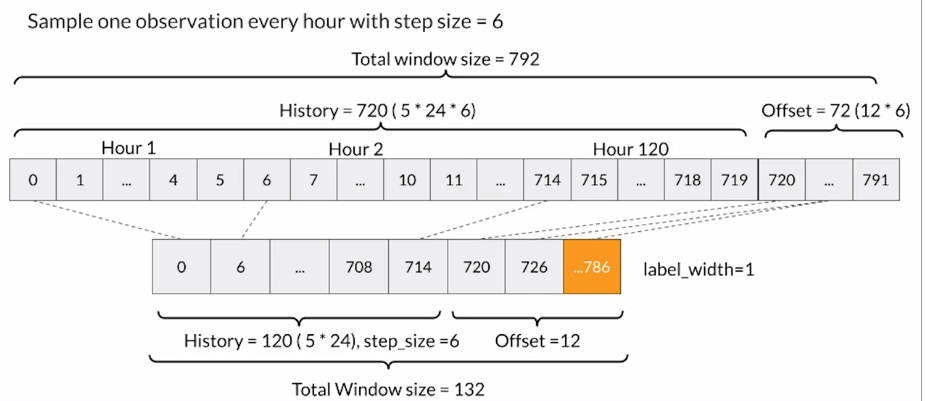 Sample one observation every hour with step size = 6
Total window size = 792
History = 720 ( 5 * 24 * 6) Offset = 72 (12 * 6)
Hour 1 Hour 2 Hour 120
0 1 ... 4 5 6 7 ... 10 11 ... 714 715 ... 718 719 720 ... 791
0 6 ... 708 714 720 726 ...786 label_width=1
History = 120 ( 5 * 24), step_size =6 Offset =12
Total Window size = 132